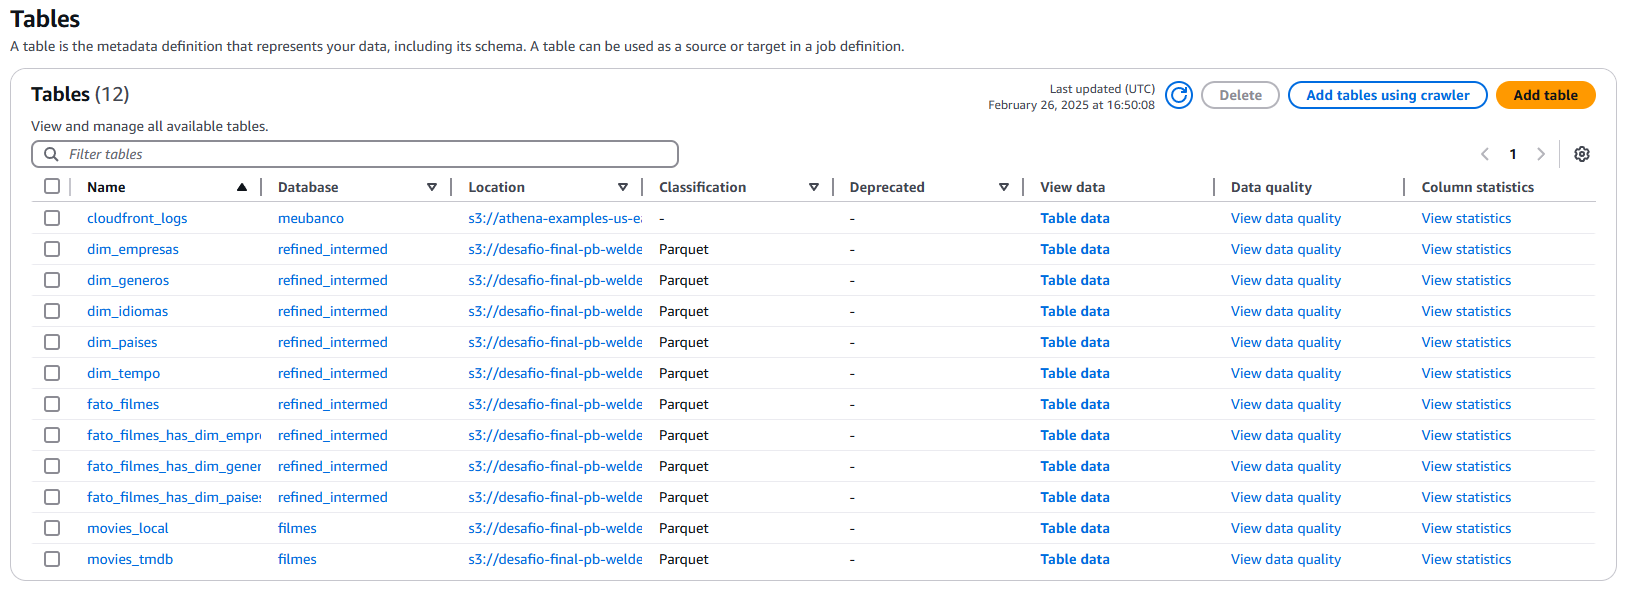 Tables
A table is the metadata definition that represents your data, including its schema. A table can be used as a source or target in a job definition.
Tables (12)
Last updated (UTC)
February 26, 2025 at 16:50:08
Delete
Add tables using crawler
Add table
View and manage all available tables.
Filter tables
1
Name Database Location Classification Deprecated View data Data quality Column statistics
cloudfront_logs meubanco s3://athena-examples-us-ea - - Table data View data quality View statistics
dim_empresas refined_intermed s3://desafio-final-pb-welde Parquet - Table data View data quality View statistics
dim_generos refined_intermed s3://desafio-final-pb-welde Parquet - Table data View data quality View statistics
dim_idiomas refined_intermed s3://desafio-final-pb-welde Parquet - Table data View data quality View statistics
dim_paises refined_intermed s3://desafio-final-pb-welde Parquet - Table data View data quality View statistics
dim_tempo refined_intermed s3://desafio-final-pb-welde Parquet - Table data View data quality View statistics
fato_filmes refined_intermed s3://desafio-final-pb-welde Parquet - Table data View data quality View statistics
fato_filmes_has_dim_empre refined_intermed s3://desafio-final-pb-welde Parquet - Table data View data quality View statistics
fato_filmes_has_dim_gener refined_intermed s3://desafio-final-pb-welde Parquet - Table data View data quality View statistics
fato_filmes_has_dim_paises refined_intermed s3://desafio-final-pb-welde Parquet - Table data View data quality View statistics
movies_local filmes s3://desafio-final-pb-welde Parquet - Table data View data quality View statistics
movies_tmdb filmes s3://desafio-final-pb-welde Parquet - Table data View data quality View statistics